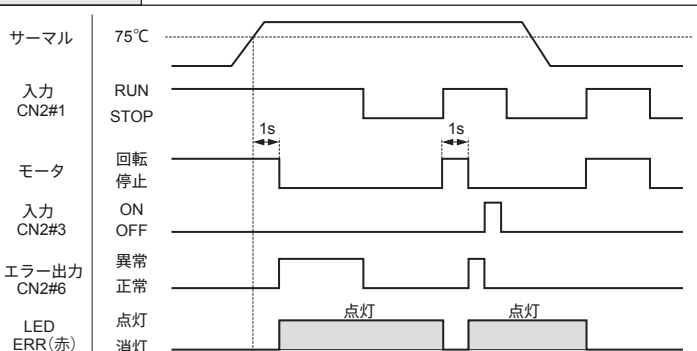 サーマル
75℃
入力
CN2#1
RUN
STOP
1s
1s
モータ
回転
停止
入力
CN2#3
ON
OFF
エラー出力
CN2#6
異常
正常
LED
ERR(赤)
点灯
消灯
点灯
点灯